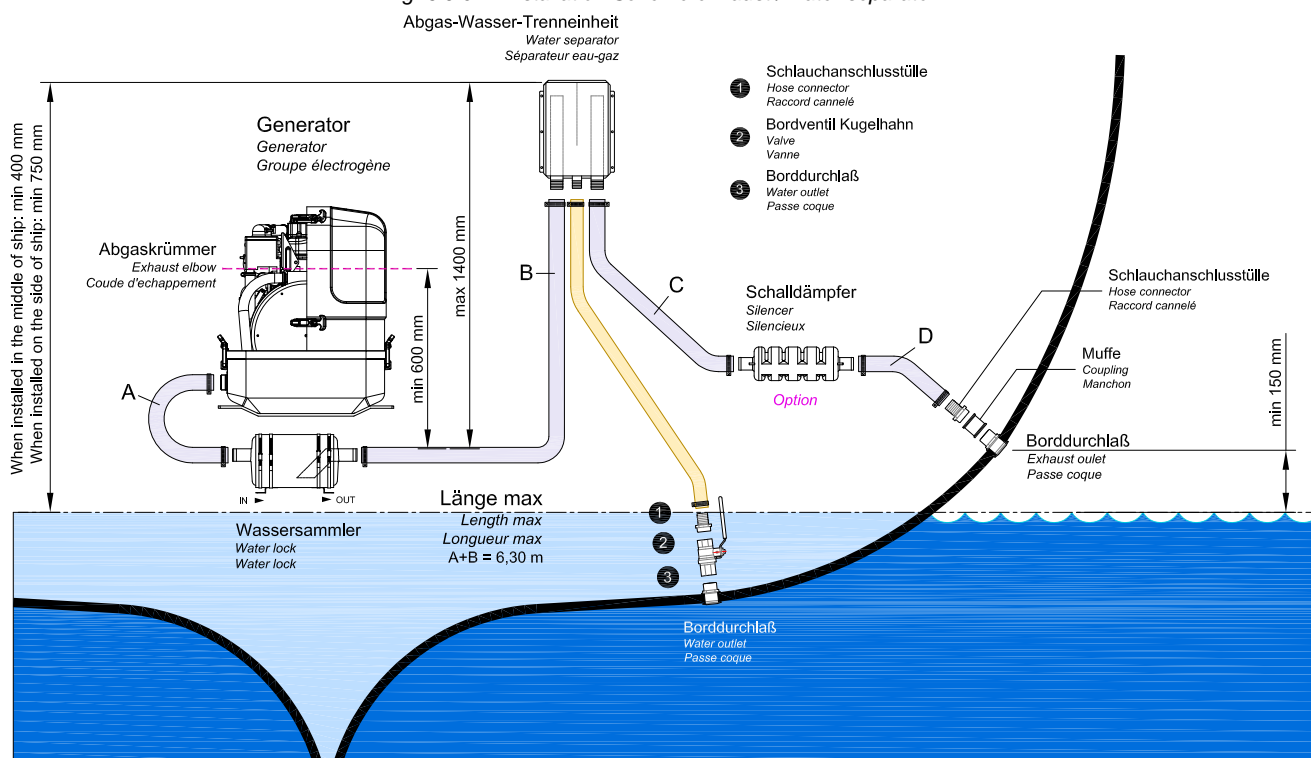 Abgas-Wasser-Trenneinheit
Water separator
Séparateur eau-gaz
1
Schlauchanschlusstülle
Hose connector
Raccord cannelé
2
Bordventil Kugelhahn
Valve
Vanne
3
Borddurchlaß
Water outlet
Passe coque
Generator
Generator
Groupe électrogène
When installed in the middle of ship: min 400 mm
When installed on the side of ship: min 750 mm
max 1400 mm
Abgaskrümmer
Exhaust elbow
Coude d'echappement
min 600 mm
A
B
C
D
Schalldämpfer
Silencer
Silencieux
Option
Schlauchanschlusstülle
Hose connector
Raccord cannelé
Muffe
Coupling
Manchon
min 150 mm
Borddurchlaß
Exhaust oulet
Passe coque
IN
OUT
Wassersammler
Water lock
Water lock
Länge max
Length max
Longueur max
A+B = 6,30 m
1
2
3
Borddurchlaß
Water outlet
Passe coque